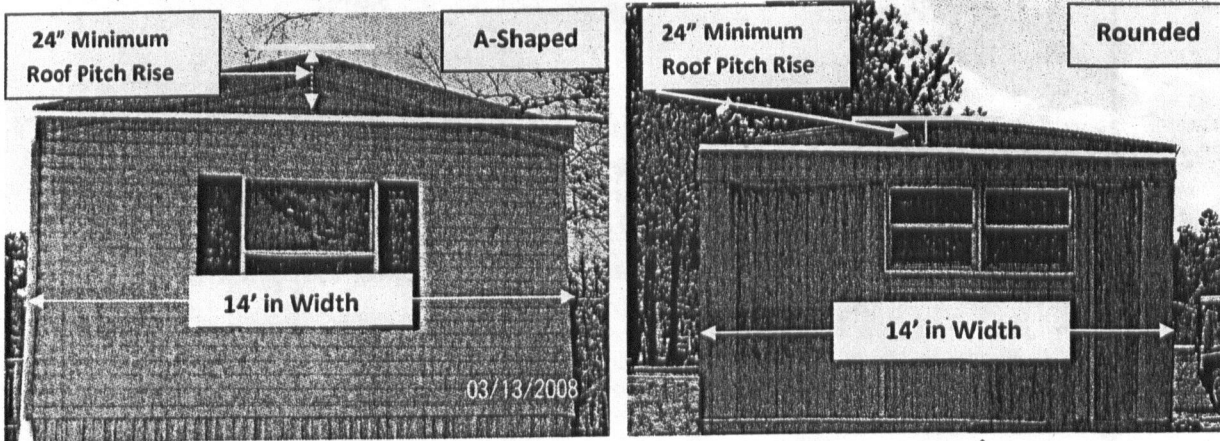 24” Minimum
Roof Pitch Rise
A-Shaped
14’ in Width
03/13/2008
24” Minimum
Roof Pitch Rise
Rounded
14’ in Width